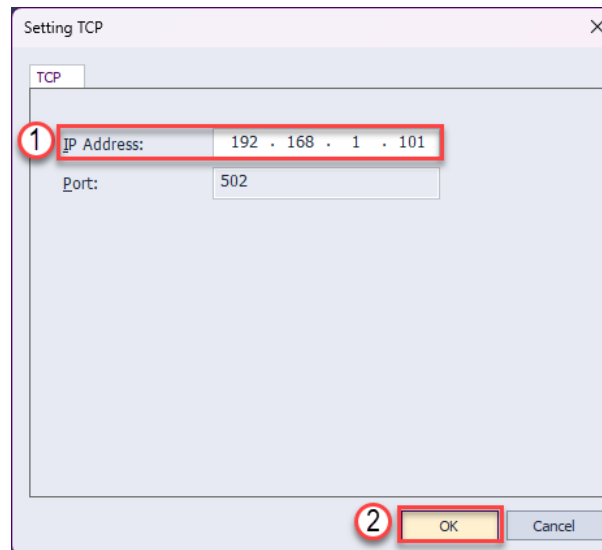 Setting TCP
TCP
1 IP Address: 192 . 168 . 1 . 101
Port: 502
2 OK Cancel